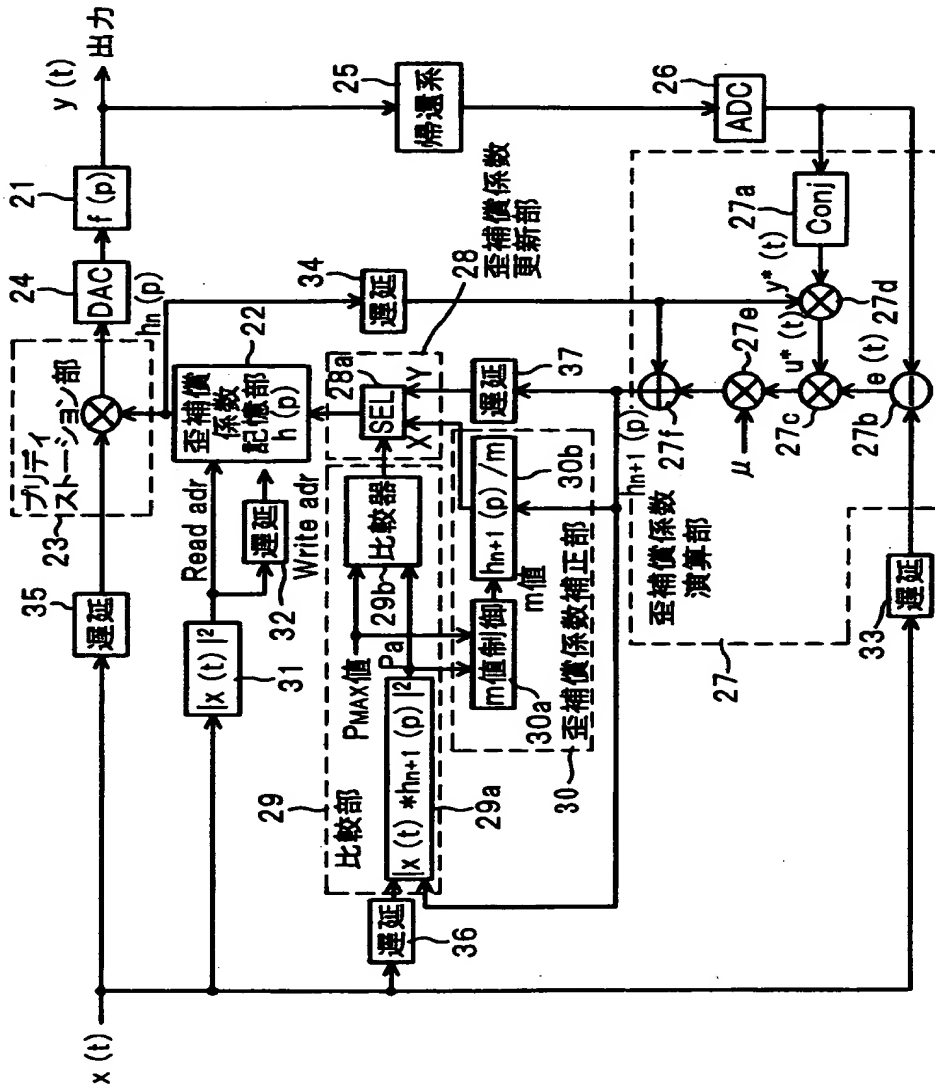 x (t)
35
遅延
23
プリディ
ストーション部
24
DAC
21
f (p)
y (t)
出力
hn (p)
|x (t) |²
31
Read adr
遅延
32
Write adr
22
歪補償
係数
記憶部
h (p)
34
遅延
25
帰還系
29
比較部
PMAX値
Pa
比較器
29b
|x (t) *hn+1 (p) |²
29a
遅延
36
28a
SEL
X
Y
28
歪補償係数
更新部
30
m値制御
30a
m値
hn+1 (p) /m
30b
歪補償係数補正部
遅延
37
hn+1 (p)
26
ADC
27
歪補償係数
演算部
27f
μ
27e
27c
u* (t)
y* (t)
27d
Conj
27a
e (t)
27b
遅延
33